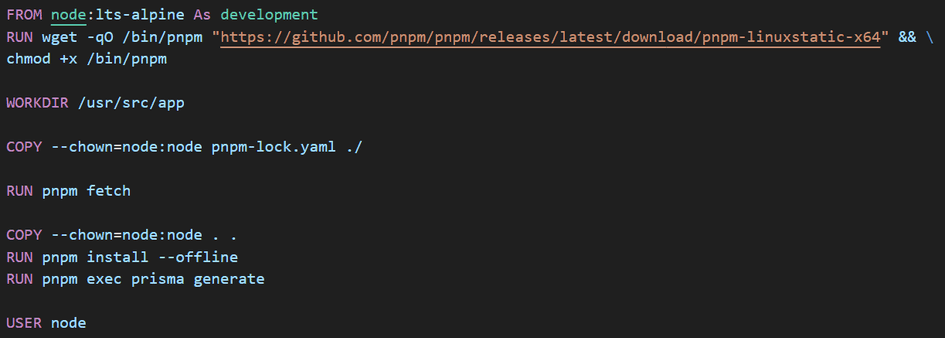 FROM node:lts-alpine As development
RUN wget -qO /bin/pnpm "https://github.com/pnpm/pnpm/releases/latest/download/pnpm-linuxstatic-x64" && \
chmod +x /bin/pnpm
WORKDIR /usr/src/app
COPY --chown=node:node pnpm-lock.yaml ./
RUN pnpm fetch
COPY --chown=node:node . .
RUN pnpm install --offline
RUN pnpm exec prisma generate
USER node